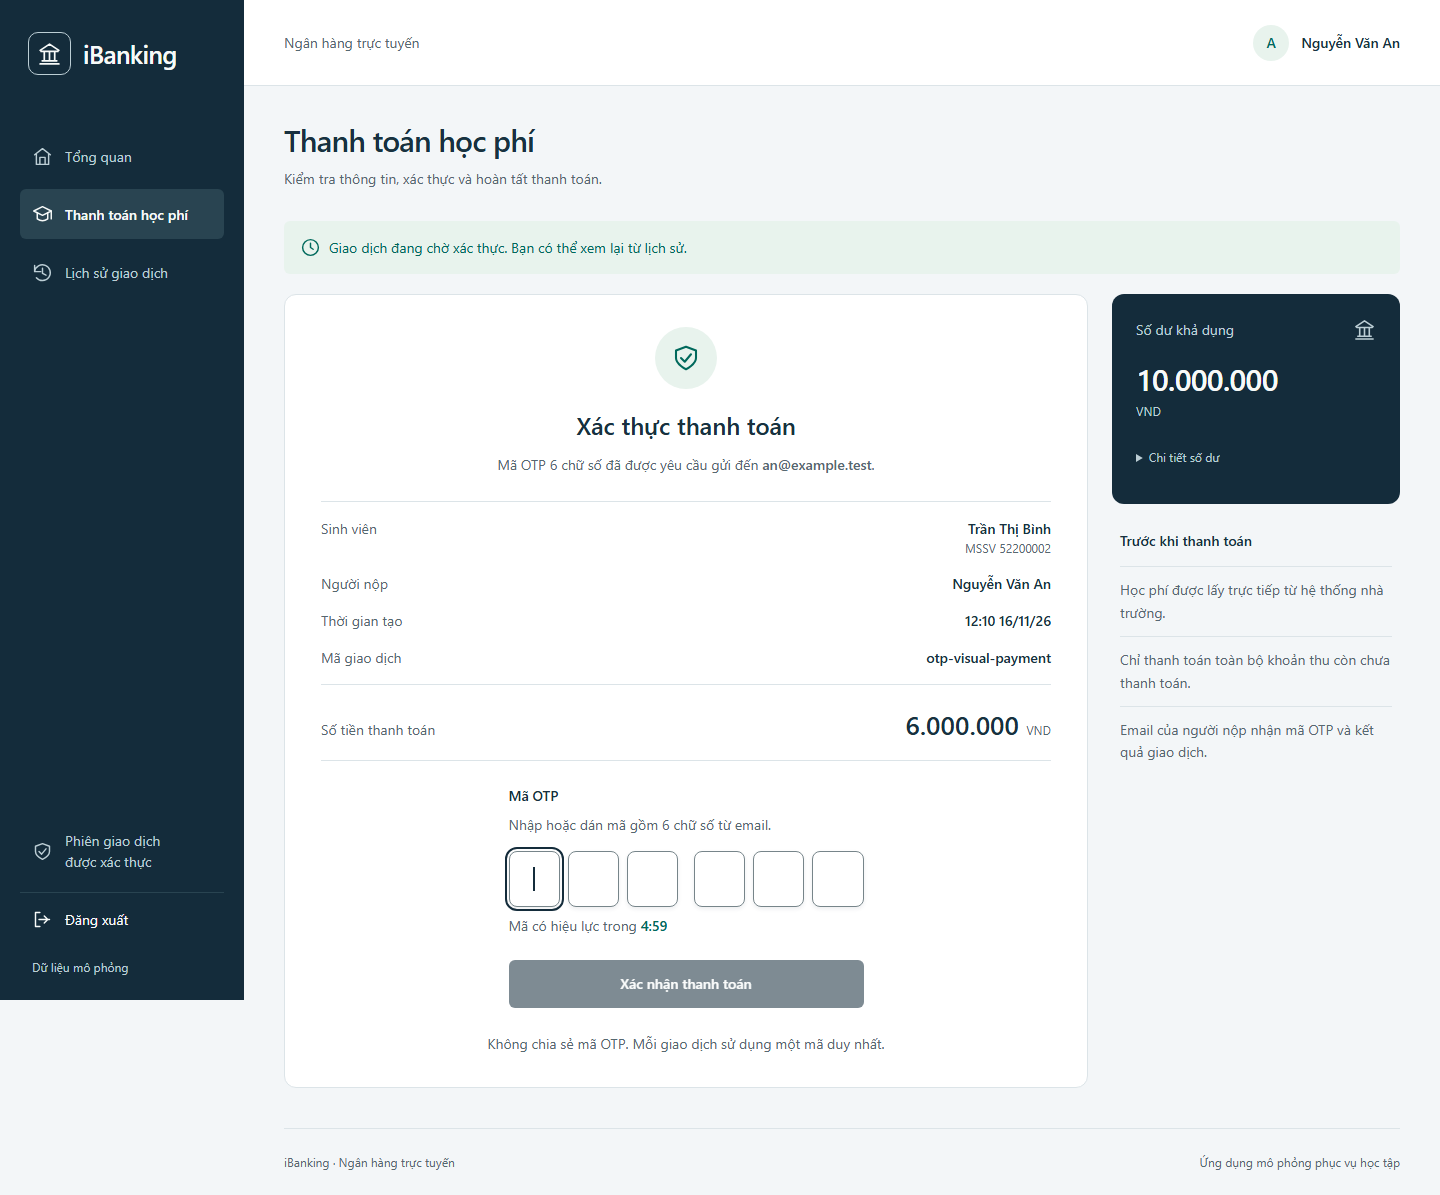 iBanking
Tổng quan
Thanh toán học phí
Lịch sử giao dịch
Phiên giao dịch
được xác thực
Đăng xuất
Dữ liệu mô phỏng
Ngân hàng trực tuyến
A
Nguyễn Văn An
Thanh toán học phí
Kiểm tra thông tin, xác thực và hoàn tất thanh toán.
Giao dịch đang chờ xác thực. Bạn có thể xem lại từ lịch sử.
Xác thực thanh toán
Mã OTP 6 chữ số đã được yêu cầu gửi đến an@example.test.
Sinh viên
Trần Thị Bình
MSSV 52200002
Người nộp
Nguyễn Văn An
Thời gian tạo
12:10 16/11/26
Mã giao dịch
otp-visual-payment
Số tiền thanh toán
6.000.000 VND
Mã OTP
Nhập hoặc dán mã gồm 6 chữ số từ email.
Mã có hiệu lực trong 4:59
Xác nhận thanh toán
Không chia sẻ mã OTP. Mỗi giao dịch sử dụng một mã duy nhất.
Số dư khả dụng
10.000.000
VND
Chi tiết số dư
Trước khi thanh toán
Học phí được lấy trực tiếp từ hệ thống nhà
trường.
Chỉ thanh toán toàn bộ khoản thu còn chưa
thanh toán.
Email của người nộp nhận mã OTP và kết
quả giao dịch.
iBanking · Ngân hàng trực tuyến
Ứng dụng mô phỏng phục vụ học tập